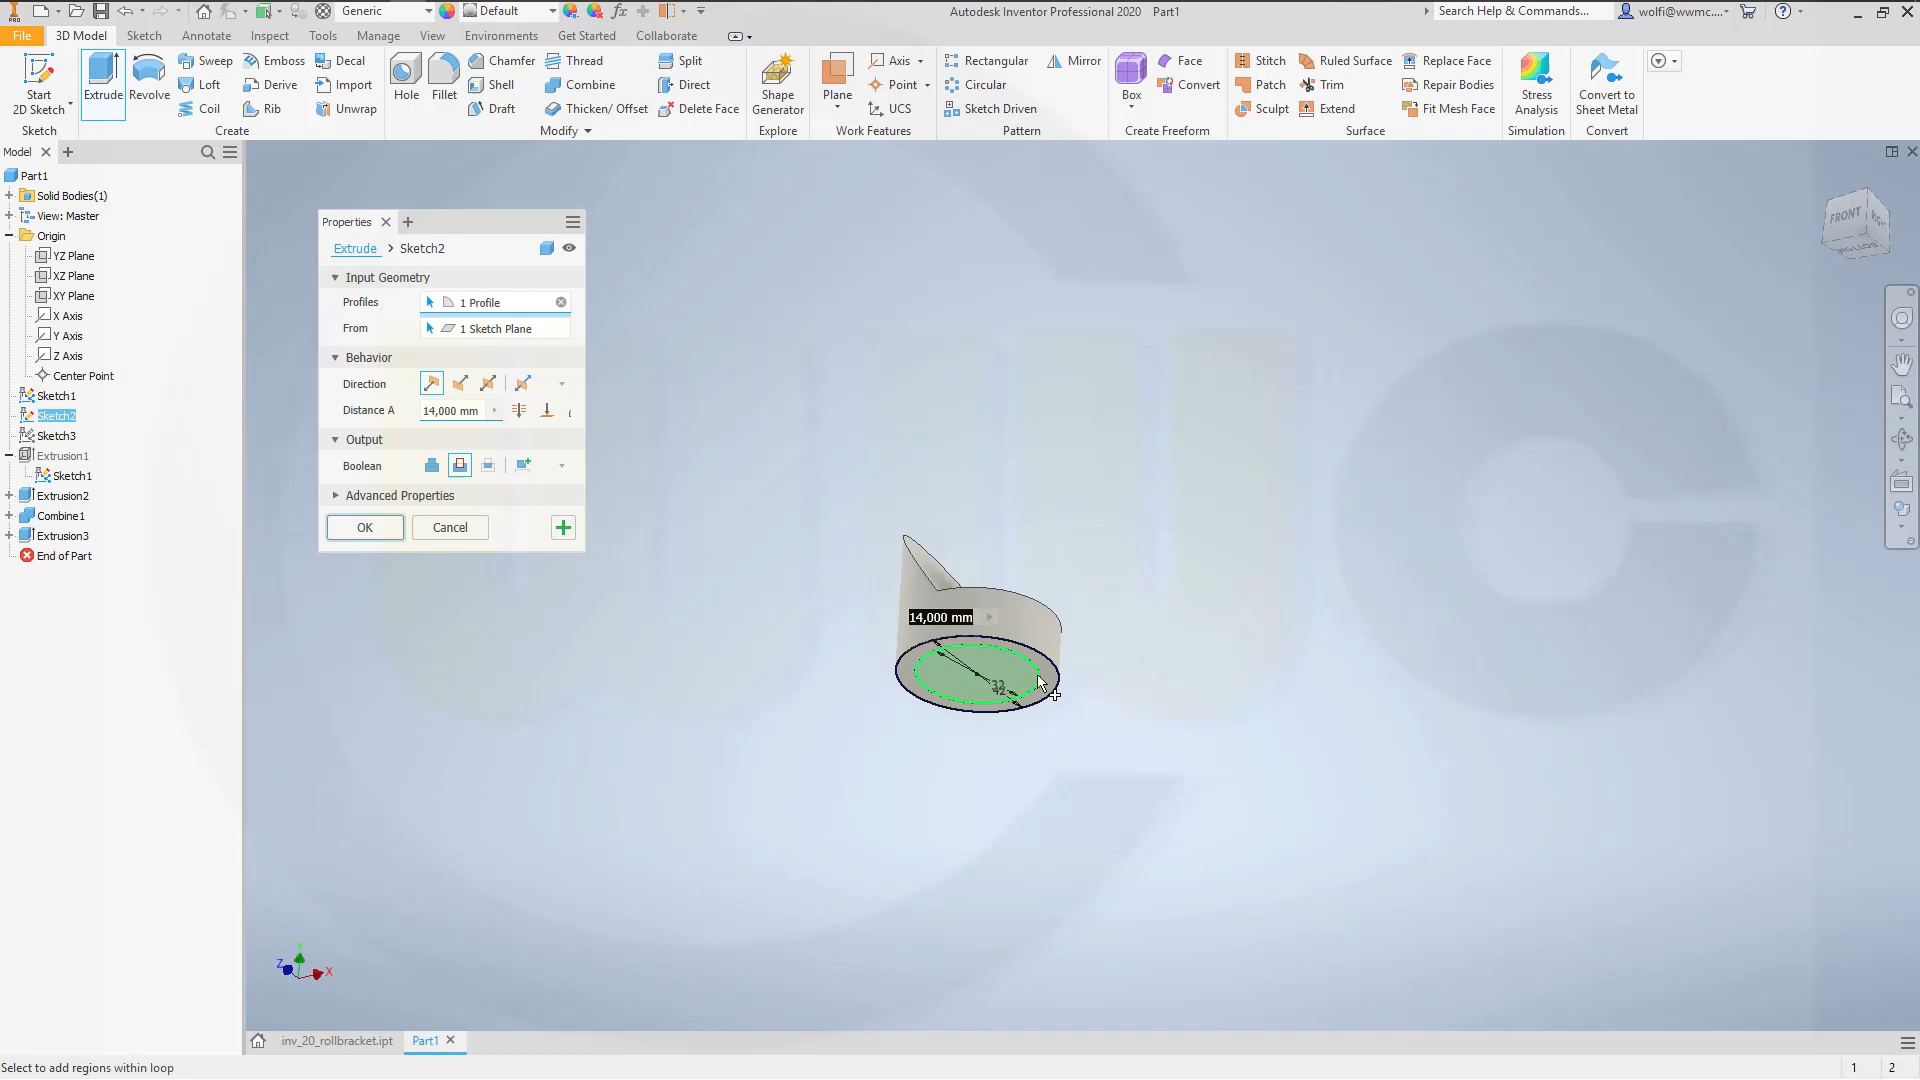 Generic
Default
Autodesk Inventor Professional 2020 Part1
Search Help & Commands...
wolfi@wwmc....
File
3D Model
Sketch
Annotate
Inspect
Tools
Manage
View
Environments
Get Started
Collaborate
Start
2D Sketch
Extrude
Revolve
Sweep
Loft
Coil
Emboss
Derive
Rib
Decal
Import
Unwrap
Hole
Fillet
Chamfer
Shell
Draft
Thread
Combine
Thicken/ Offset
Split
Direct
Delete Face
Shape
Generator
Plane
Axis
Point
UCS
Rectangular
Circular
Sketch Driven
Mirror
Box
Face
Convert
Stitch
Patch
Sculpt
Ruled Surface
Trim
Extend
Replace Face
Repair Bodies
Fit Mesh Face
Stress
Analysis
Convert to
Sheet Metal
Sketch
Create
Modify
Explore
Work Features
Pattern
Create Freeform
Surface
Simulation
Convert
Model
Part1
Solid Bodies(1)
View: Master
Origin
YZ Plane
XZ Plane
XY Plane
X Axis
Y Axis
Z Axis
Center Point
Sketch1
Sketch2
Sketch3
Extrusion1
Sketch1
Extrusion2
Combine1
Extrusion3
End of Part
Properties
Extrude > Sketch2
Input Geometry
Profiles 1 Profile
From 1 Sketch Plane
Behavior
Direction
Distance A 14,000 mm
Output
Boolean
Advanced Properties
OK
Cancel
FRONT
RIGHT
BOTTOM
14,000 mm
32
42
Y
Z
X
inv_20_rollbracket.ipt
Part1
Select to add regions within loop
1 2